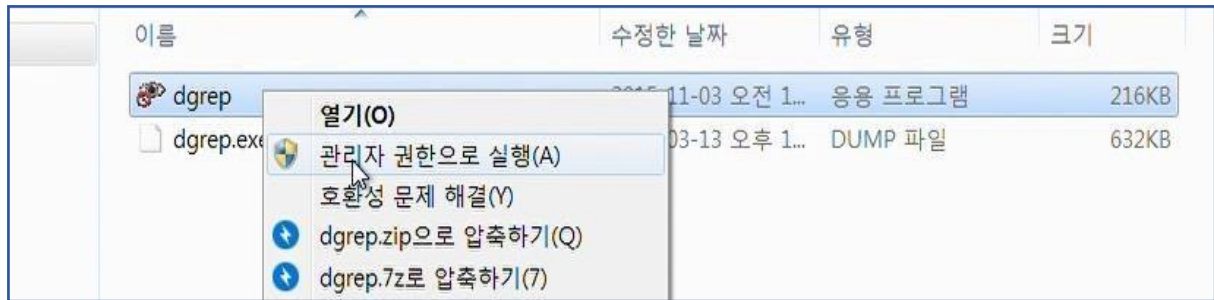 이름 수정한 날짜 유형 크기
dgrep 11-03 오전 1... 응용 프로그램 216KB
dgrep.exe 03-13 오후 1... DUMP 파일 632KB
열기(O)
관리자 권한으로 실행(A)
호환성 문제 해결(Y)
dgrep.zip으로 압축하기(Q)
dgrep.7z로 압축하기(7)